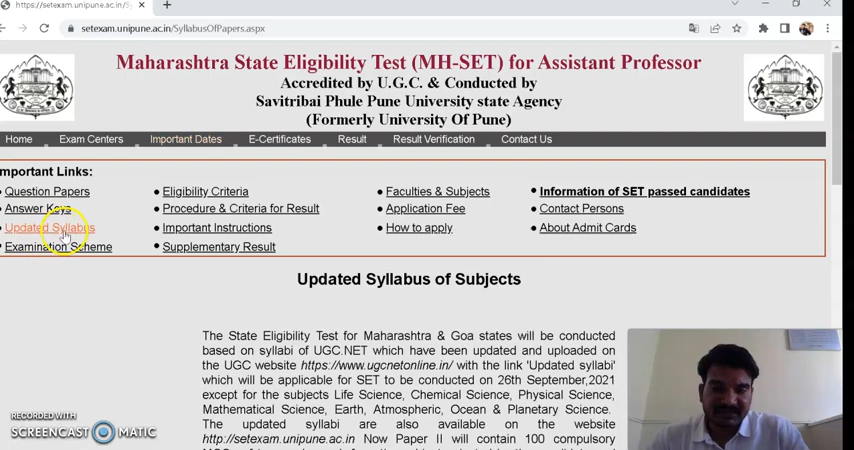 https://setexam.unipune.ac.in/Sy
setexam.unipune.ac.in/SyllabusOfPapers.aspx
Maharashtra State Eligibility Test (MH-SET) for Assistant Professor
Accredited by U.G.C. & Conducted by
Savitribai Phule Pune University state Agency
(Formerly University Of Pune)
Home Exam Centers Important Dates E-Certificates Result Result Verification Contact Us
mportant Links:
Question Papers Eligibility Criteria Faculties & Subjects Information of SET passed candidates
Answer Keys Procedure & Criteria for Result Application Fee Contact Persons
Updated Syllabus Important Instructions How to apply About Admit Cards
Examination Scheme Supplementary Result
Updated Syllabus of Subjects
The State Eligibility Test for Maharashtra & Goa states will be conducted
based on syllabi of UGC.NET which have been updated and uploaded on
the UGC website https://www.ugcnetonline.in/ with the link 'Updated syllabi'
which will be applicable for SET to be conducted on 26th September,2021
except for the subjects Life Science, Chemical Science, Physical Science,
Mathematical Science, Earth, Atmospheric, Ocean & Planetary Science.
The updated syllabi are also available on the website
http://setexam.unipune.ac.in Now Paper II will contain 100 compulsory
RECORDED WITH
SCREENCAST MATIC